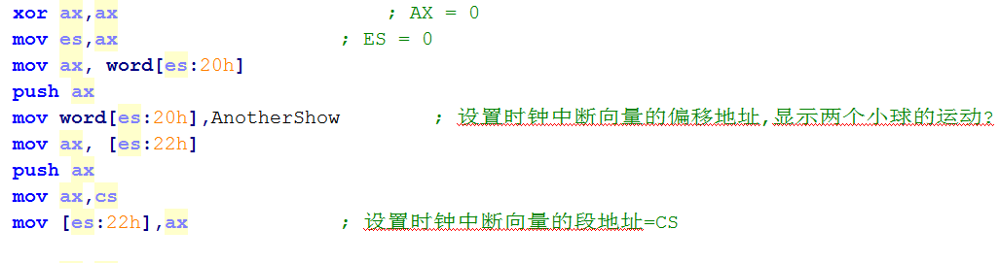 xor ax,ax ; AX = 0
mov es,ax ; ES = 0
mov ax, word[es:20h]
push ax
mov word[es:20h],AnotherShow ; 设置时钟中断向量的偏移地址,显示两个小球的运动?
mov ax, [es:22h]
push ax
mov ax,cs
mov [es:22h],ax ; 设置时钟中断向量的段地址=CS